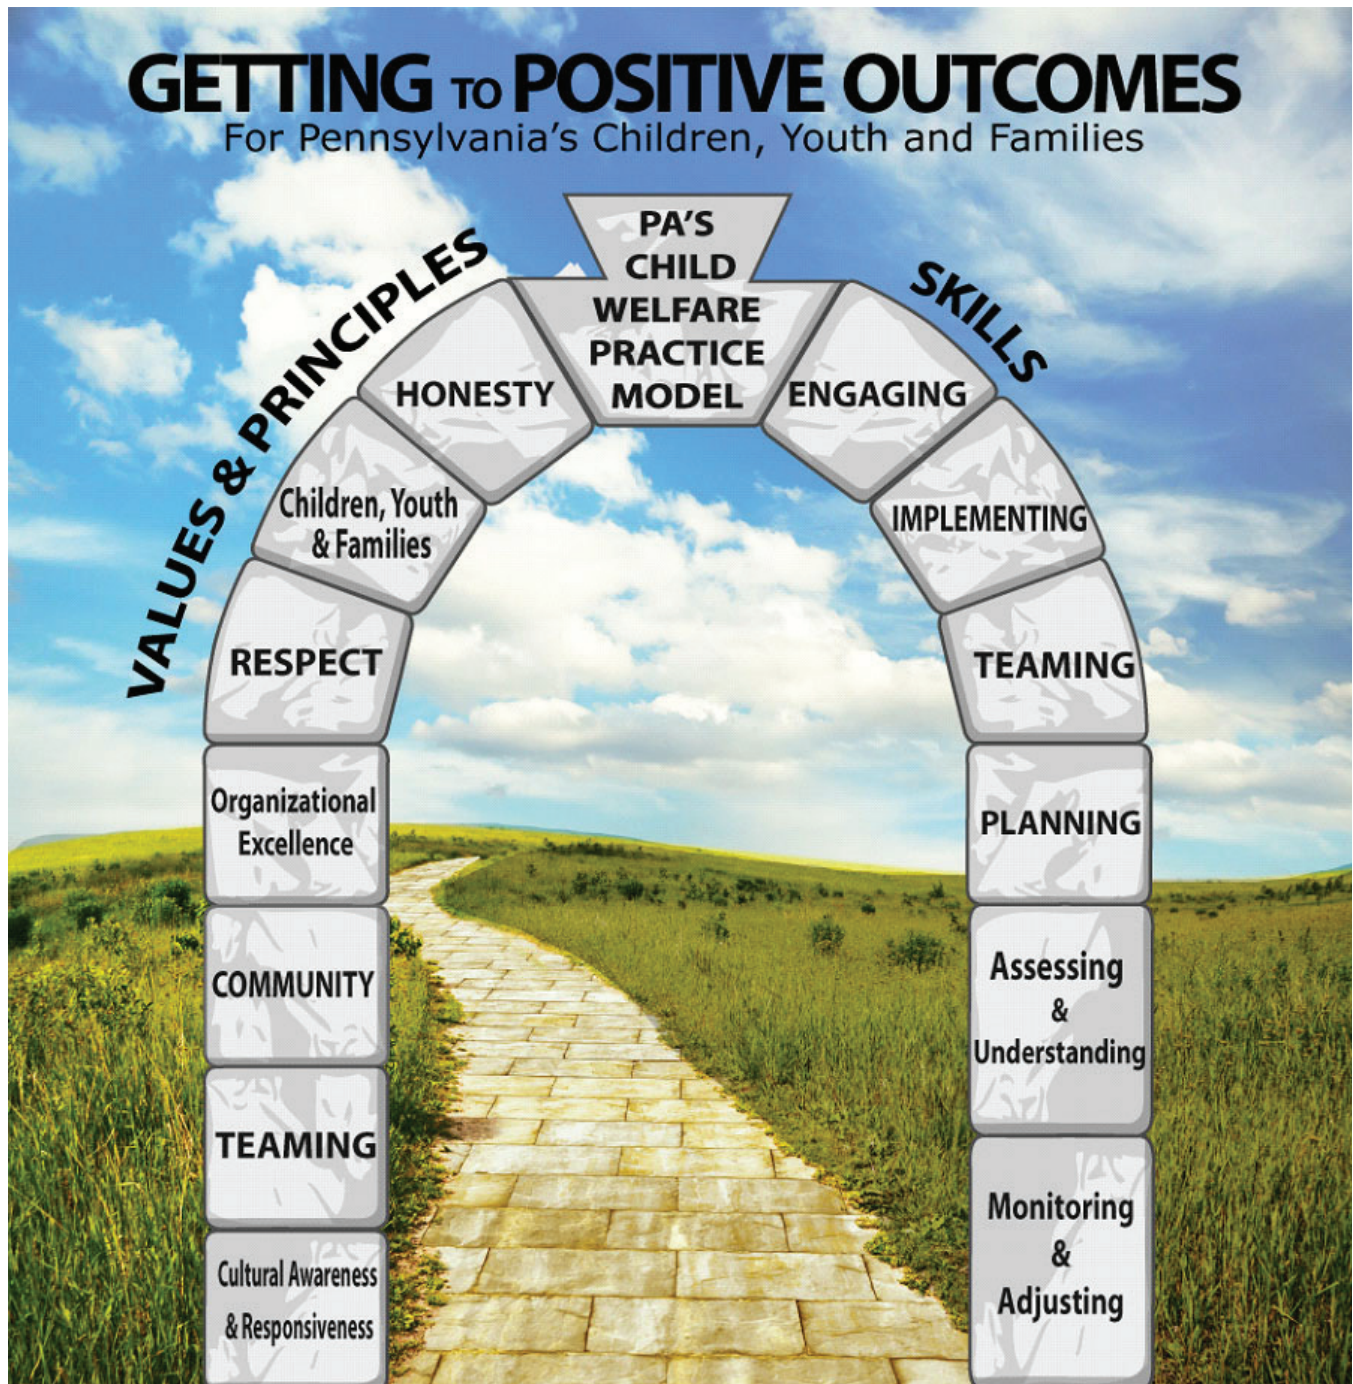 GETTING TO POSITIVE OUTCOMES
For Pennsylvania's Children, Youth and Families
PA'S
CHILD
WELFARE
PRACTICE
MODEL
VALUES & PRINCIPLES
HONESTY
Children, Youth
& Families
RESPECT
Organizational
Excellence
COMMUNITY
TEAMING
Cultural Awareness
& Responsiveness
SKILLS
ENGAGING
IMPLEMENTING
TEAMING
PLANNING
Assessing
&
Understanding
Monitoring
&
Adjusting